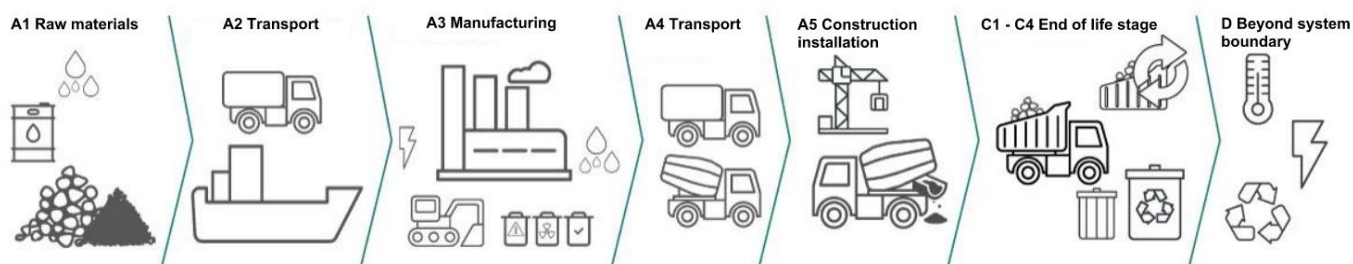 A1 Raw materials
A2 Transport
A3 Manufacturing
A4 Transport
A5 Construction
installation
C1 - C4 End of life stage
D Beyond system
boundary